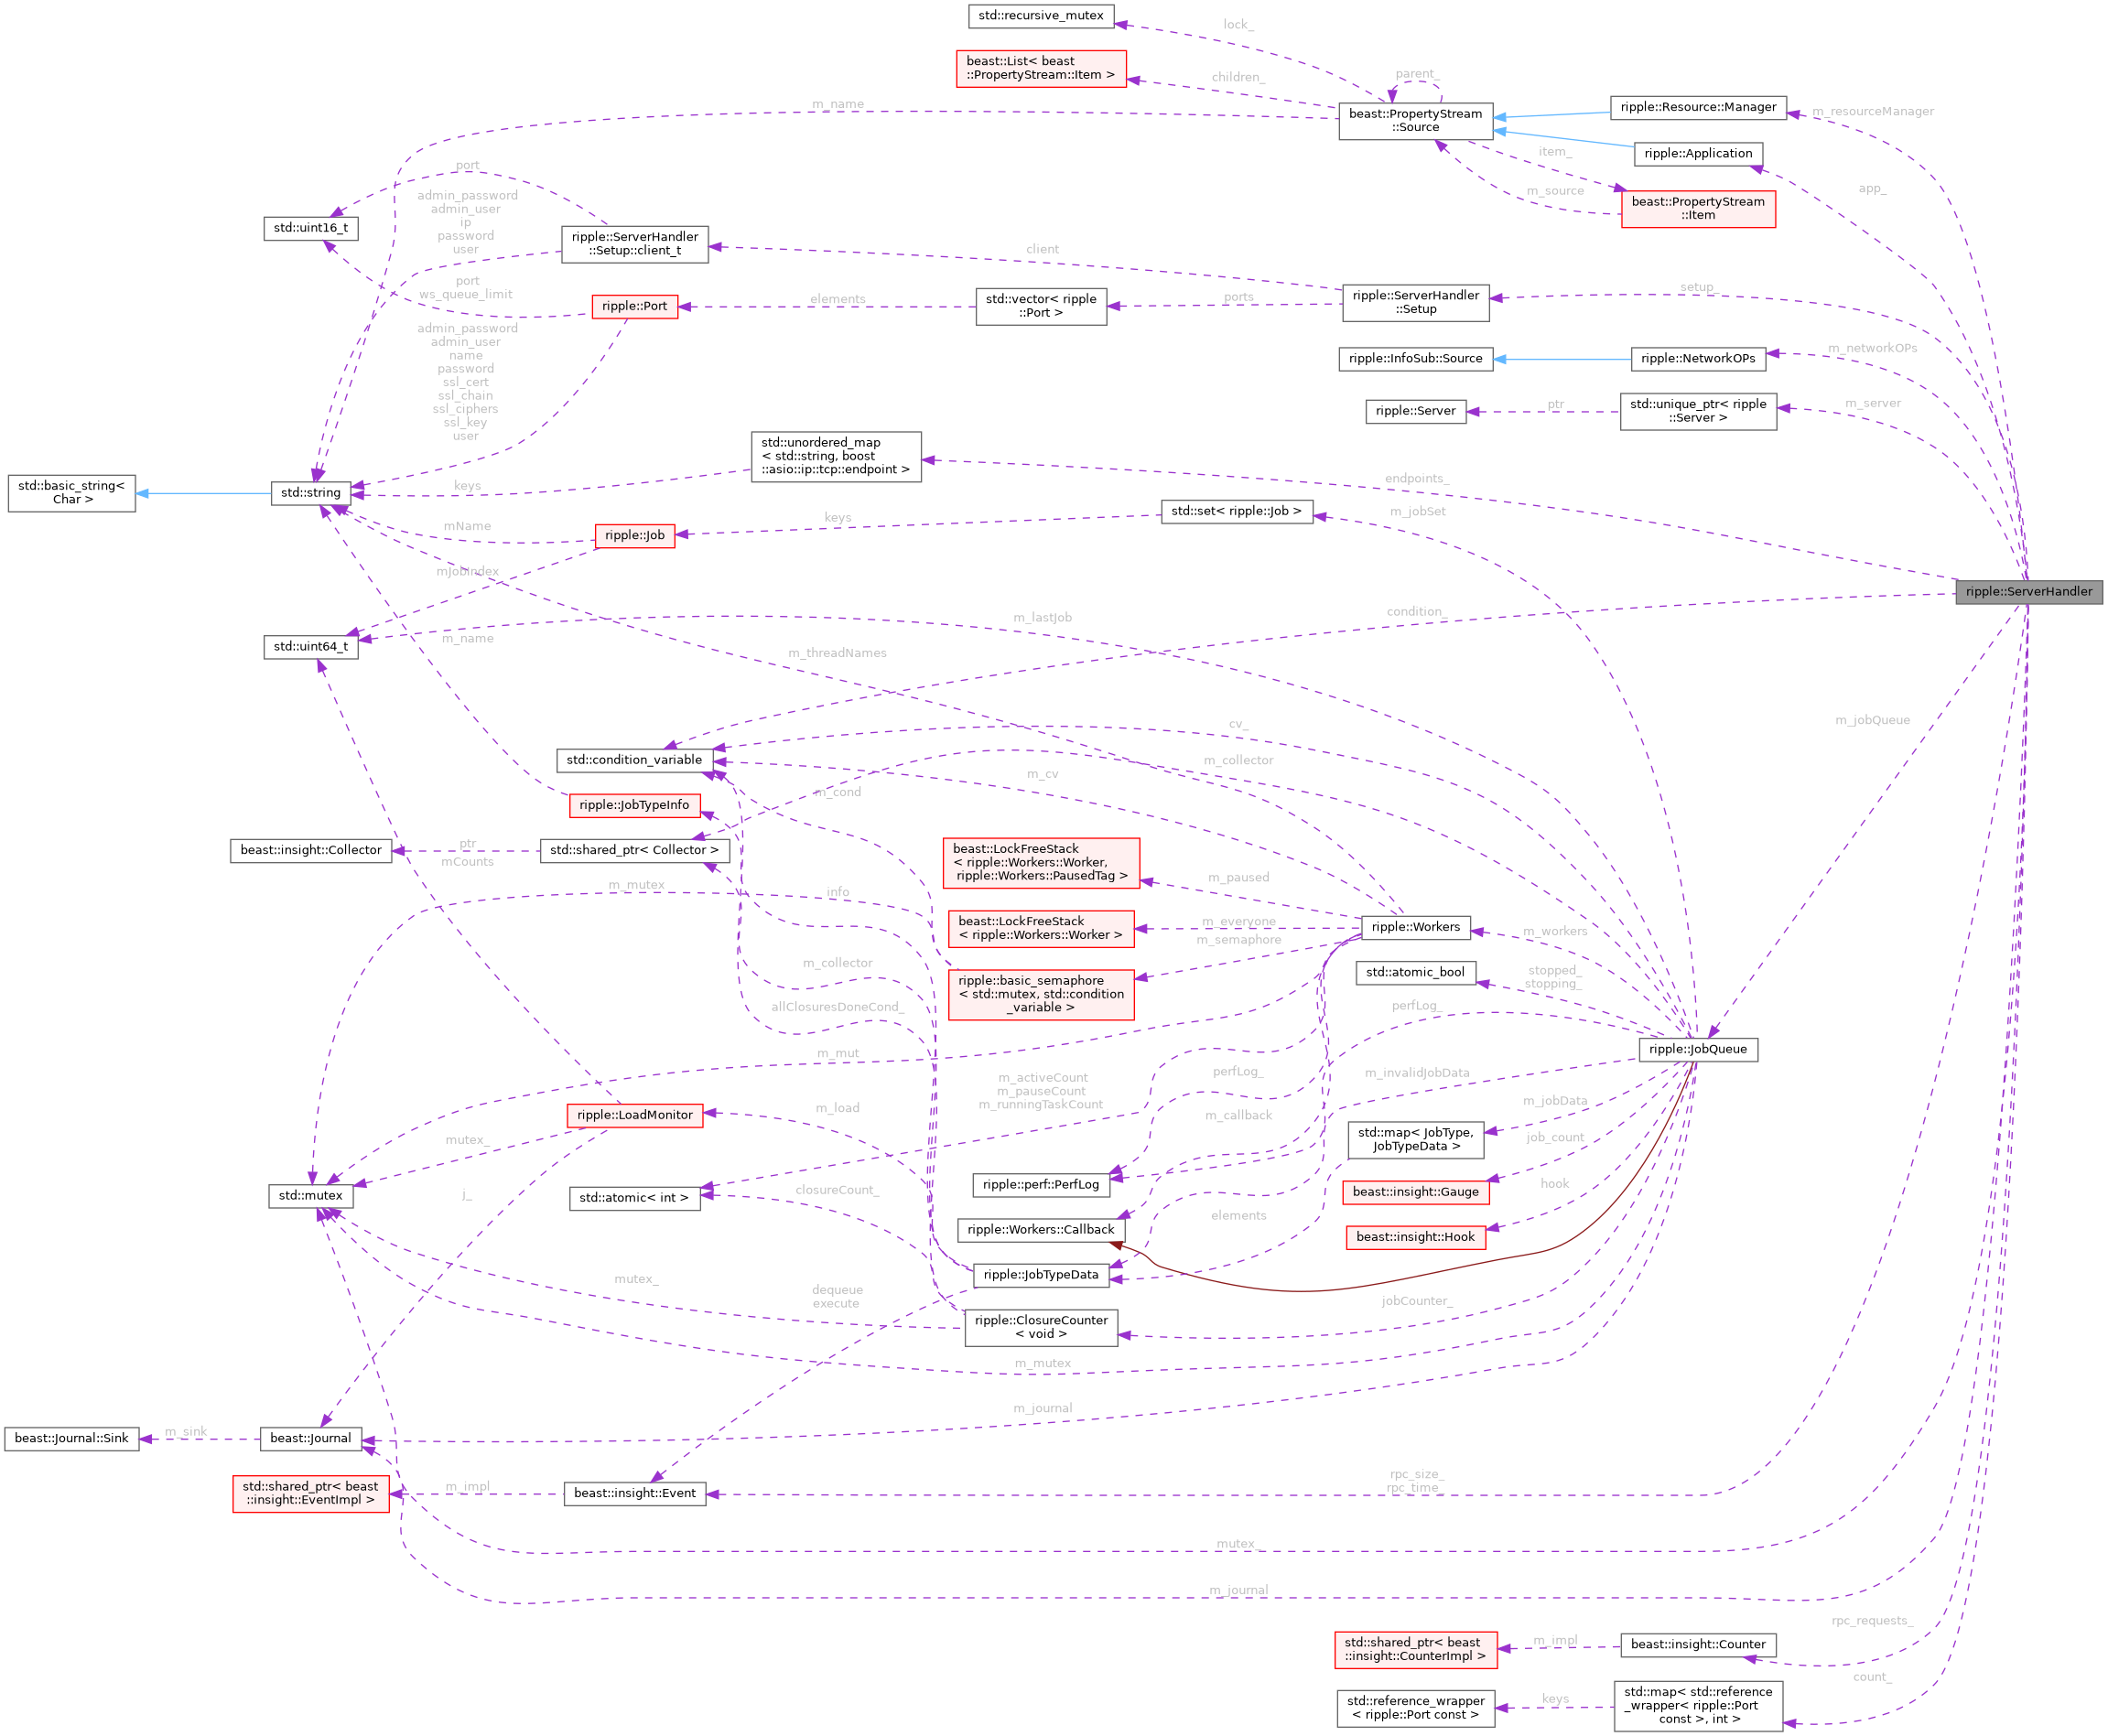 std::recursive_mutex
lock_
beast::List< beast
::PropertyStream::Item >
children_
parent_
m_name
beast::PropertyStream
::Source
ripple::Resource::Manager
m_resourceManager
ripple::Application
item_
port
admin_password
admin_user
ip
password
user
m_source
beast::PropertyStream
::Item
app_
std::uint16_t
ripple::ServerHandler
::Setup::client_t
client
port
ws_queue_limit
ripple::Port
elements
std::vector< ripple
::Port >
ports
ripple::ServerHandler
::Setup
setup_
admin_password
admin_user
name
password
ssl_cert
ssl_chain
ssl_ciphers
ssl_key
user
ripple::InfoSub::Source
ripple::NetworkOPs
m_networkOPs
ripple::Server
ptr
std::unique_ptr< ripple
::Server >
m_server
std::unordered_map
< std::string, boost
::asio::ip::tcp::endpoint >
endpoints_
std::basic_string<
Char >
std::string
keys
mName
ripple::Job
keys
std::set< ripple::Job >
m_jobSet
mJobIndex
ripple::ServerHandler
condition_
m_lastJob
std::uint64_t
m_name
m_threadNames
m_jobQueue
cv_
std::condition_variable
m_cv
m_collector
ripple::JobTypeInfo
m_cond
beast::insight::Collector
ptr
std::shared_ptr< Collector >
mCounts
beast::LockFreeStack
< ripple::Workers::Worker,
ripple::Workers::PausedTag >
m_paused
m_mutex
info
beast::LockFreeStack
< ripple::Workers::Worker >
m_everyone
ripple::Workers
m_workers
m_semaphore
m_collector
ripple::basic_semaphore
< std::mutex, std::condition
_variable >
std::atomic_bool
stopped_
stopping_
allClosuresDoneCond_
perfLog_
ripple::JobQueue
m_mut
m_activeCount
m_pauseCount
m_runningTaskCount
perfLog_
m_invalidJobData
m_jobData
ripple::LoadMonitor
m_load
m_callback
std::map< JobType,
JobTypeData >
job_count
mutex_
j_
std::mutex
std::atomic< int >
closureCount_
ripple::perf::PerfLog
beast::insight::Gauge
hook
elements
ripple::Workers::Callback
beast::insight::Hook
mutex_
dequeue
execute
ripple::JobTypeData
jobCounter_
ripple::ClosureCounter
< void >
m_mutex
m_journal
beast::Journal::Sink
m_sink
beast::Journal
std::shared_ptr< beast
::insight::EventImpl >
m_impl
beast::insight::Event
rpc_size_
rpc_time_
mutex_
m_journal
rpc_requests_
std::shared_ptr< beast
::insight::CounterImpl >
m_impl
beast::insight::Counter
count_
std::reference_wrapper
< ripple::Port const >
keys
std::map< std::reference
_wrapper< ripple::Port
const >, int >